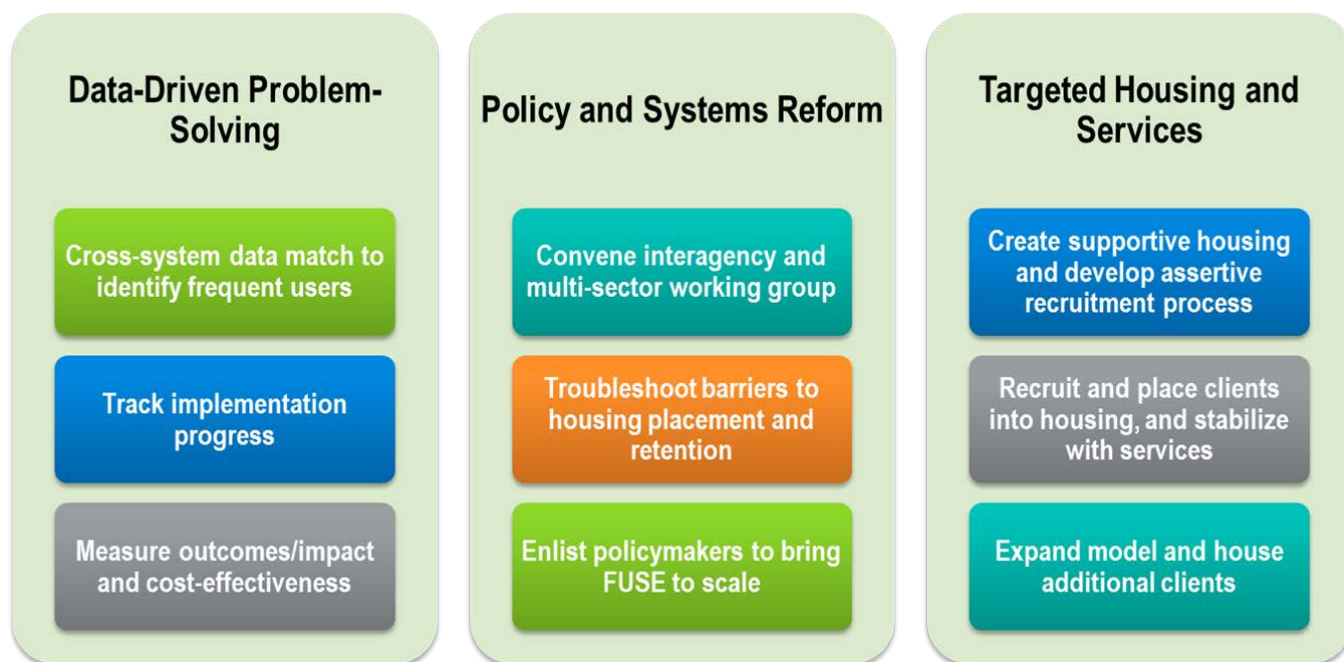 Data-Driven Problem-
Solving
Cross-system data match to
identify frequent users
Track implementation
progress
Measure outcomes/impact
and cost-effectiveness
Policy and Systems Reform
Convene interagency and
multi-sector working group
Troubleshoot barriers to
housing placement and
retention
Enlist policymakers to bring
FUSE to scale
Targeted Housing and
Services
Create supportive housing
and develop assertive
recruitment process
Recruit and place clients
into housing, and stabilize
with services
Expand model and house
additional clients